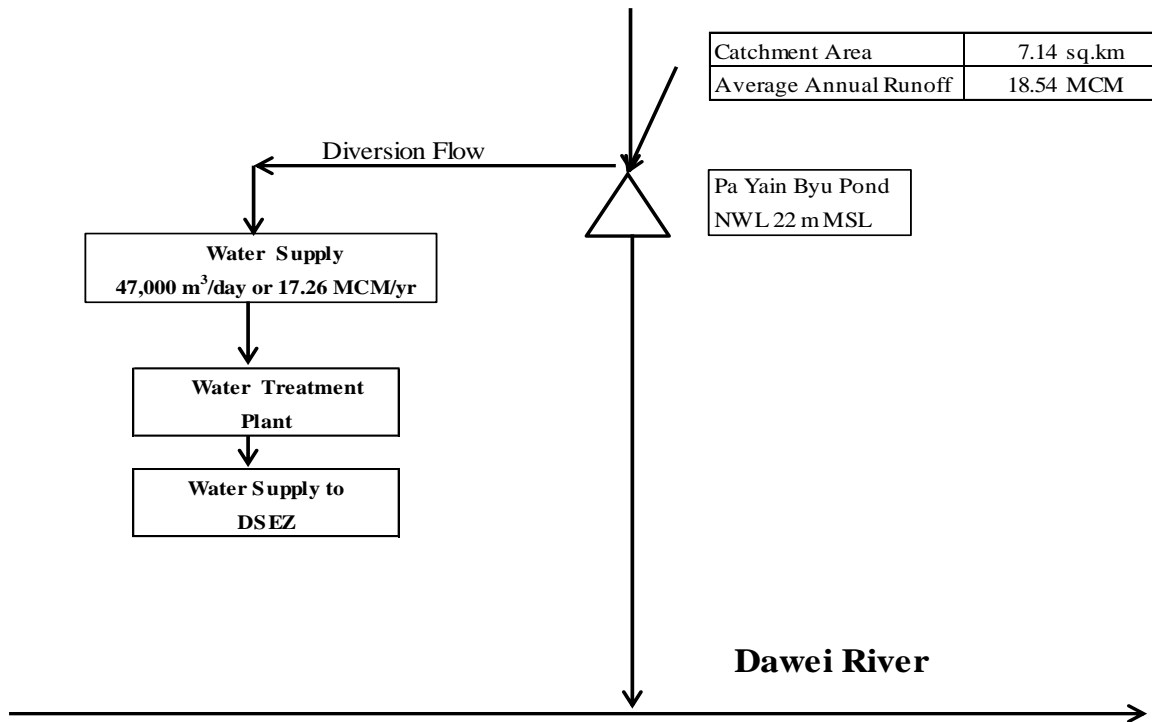 Catchment Area 7.14 sq.km
Average Annual Runoff 18.54 MCM
Diversion Flow
Pa Yain Byu Pond
NWL 22 m MSL
Water Supply
47,000 m³/day or 17.26 MCM/yr
Water Treatment
Plant
Water Supply to
DSEZ
Dawei River